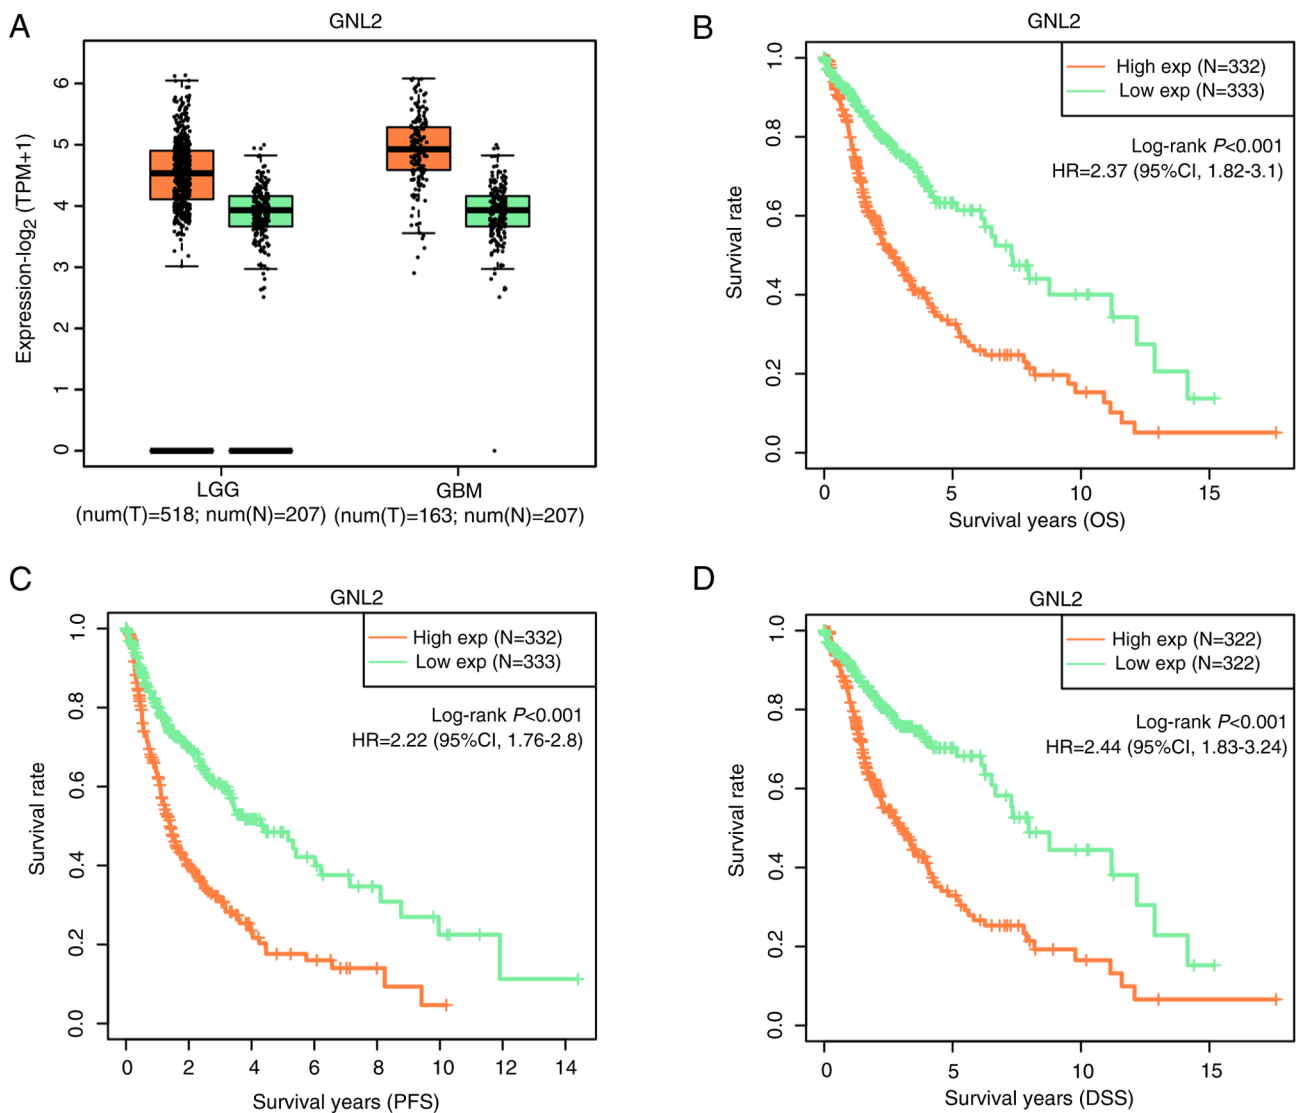 A
GNL2
Expression-log2 (TPM+1)
6
5
4
3
2
1
0
LGG
GBM
(num(T)=518; num(N)=207)
(num(T)=163; num(N)=207)
B
GNL2
High exp (N=332)
Low exp (N=333)
Log-rank P<0.001
HR=2.37 (95%CI, 1.82-3.1)
Survival rate
1.0
0.8
0.6
0.4
0.2
0.0
0 5 10 15
Survival years (OS)
C
GNL2
High exp (N=332)
Low exp (N=333)
Log-rank P<0.001
HR=2.22 (95%CI, 1.76-2.8)
Survival rate
1.0
0.8
0.6
0.4
0.2
0.0
0 2 4 6 8 10 12 14
Survival years (PFS)
D
GNL2
High exp (N=322)
Low exp (N=322)
Log-rank P<0.001
HR=2.44 (95%CI, 1.83-3.24)
Survival rate
1.0
0.8
0.6
0.4
0.2
0.0
0 5 10 15
Survival years (DSS)